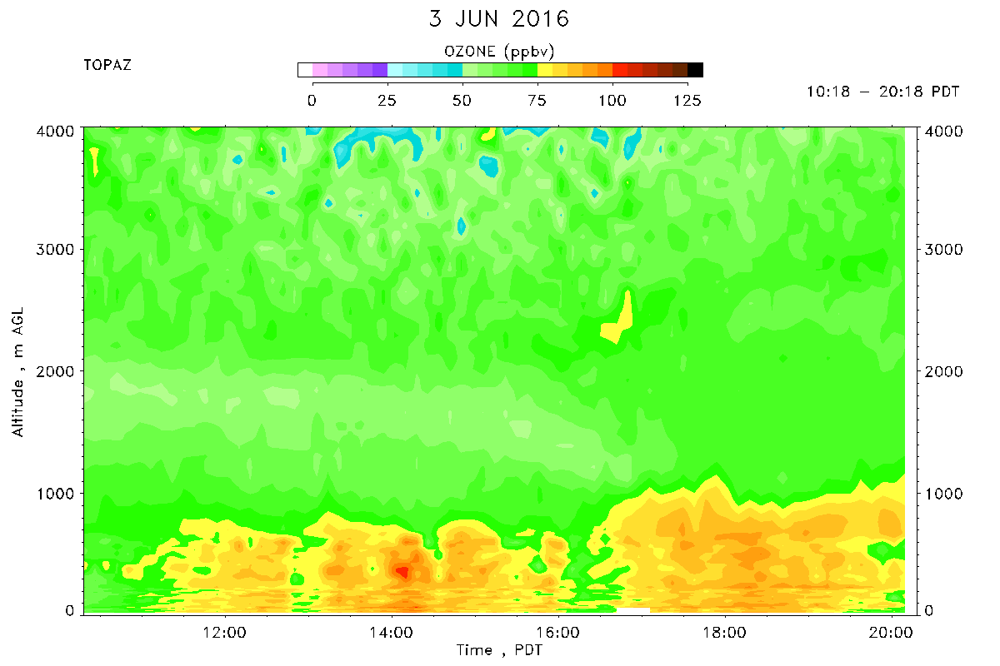 3 JUN 2016
OZONE (ppbv)
TOPAZ
10:18 – 20:18 PDT
0 25 50 75 100 125
4000 4000
3000 3000
Altitude , m AGL
2000 2000
1000 1000
0 0
12:00 14:00 16:00 18:00 20:00
Time , PDT